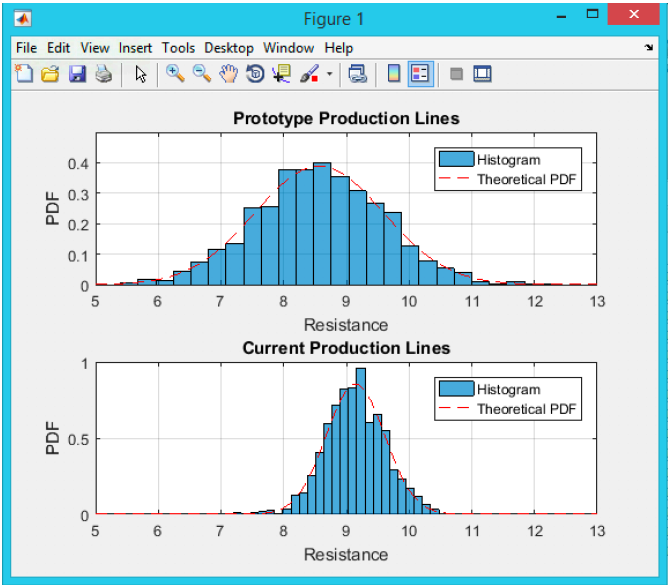 Figure 1
File Edit View Insert Tools Desktop Window Help
Prototype Production Lines
0.4
0.3
0.2
0.1
0
PDF
Histogram
Theoretical PDF
5 6 7 8 9 10 11 12 13
Resistance
Current Production Lines
1
0.5
0
PDF
Histogram
Theoretical PDF
5 6 7 8 9 10 11 12 13
Resistance